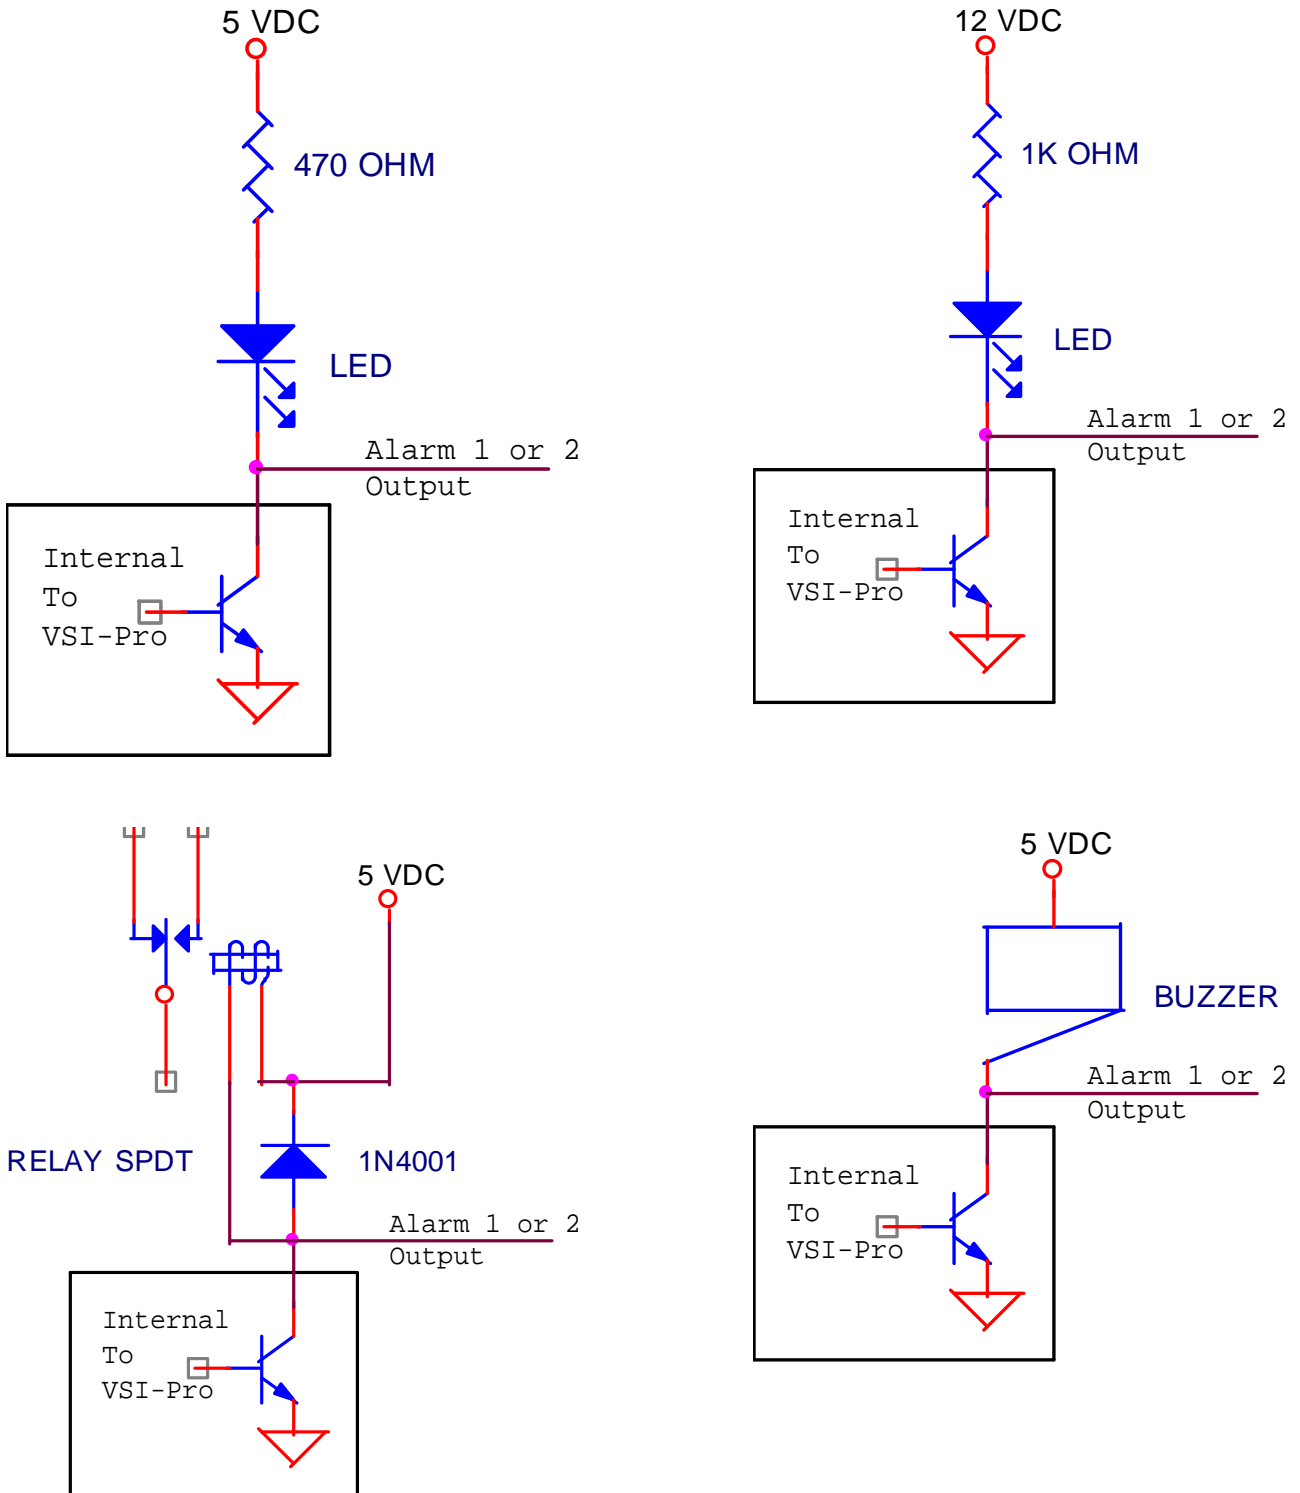 5 VDC
470 OHM
LED
Alarm 1 or 2
Output
Internal
To
VSI-Pro
12 VDC
1K OHM
LED
Alarm 1 or 2
Output
Internal
To
VSI-Pro
5 VDC
RELAY SPDT
1N4001
Alarm 1 or 2
Output
Internal
To
VSI-Pro
5 VDC
BUZZER
Alarm 1 or 2
Output
Internal
To
VSI-Pro